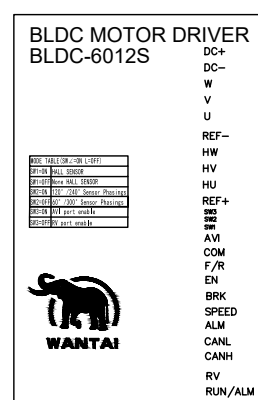 BLDC MOTOR DRIVER
BLDC-6012S
DC+
DC−
W
V
U
REF−
HW
HV
HU
REF+
SW3
SW2
SW1
AVI
COM
F/R
EN
BRK
SPEED
ALM
CANL
CANH
RV
RUN/ALM
MODE TABLE(SW∠=ON L=OFF)
SW1=ON HALL SENSOR
SW1=OFF None HALL SENSOR
SW2=ON 120° /240° Sensor Phasings
SW2=OFF 60° /300° Sensor Phasings
SW3=ON AVI port enable
SW3=OFF RV port enable
WANTAI